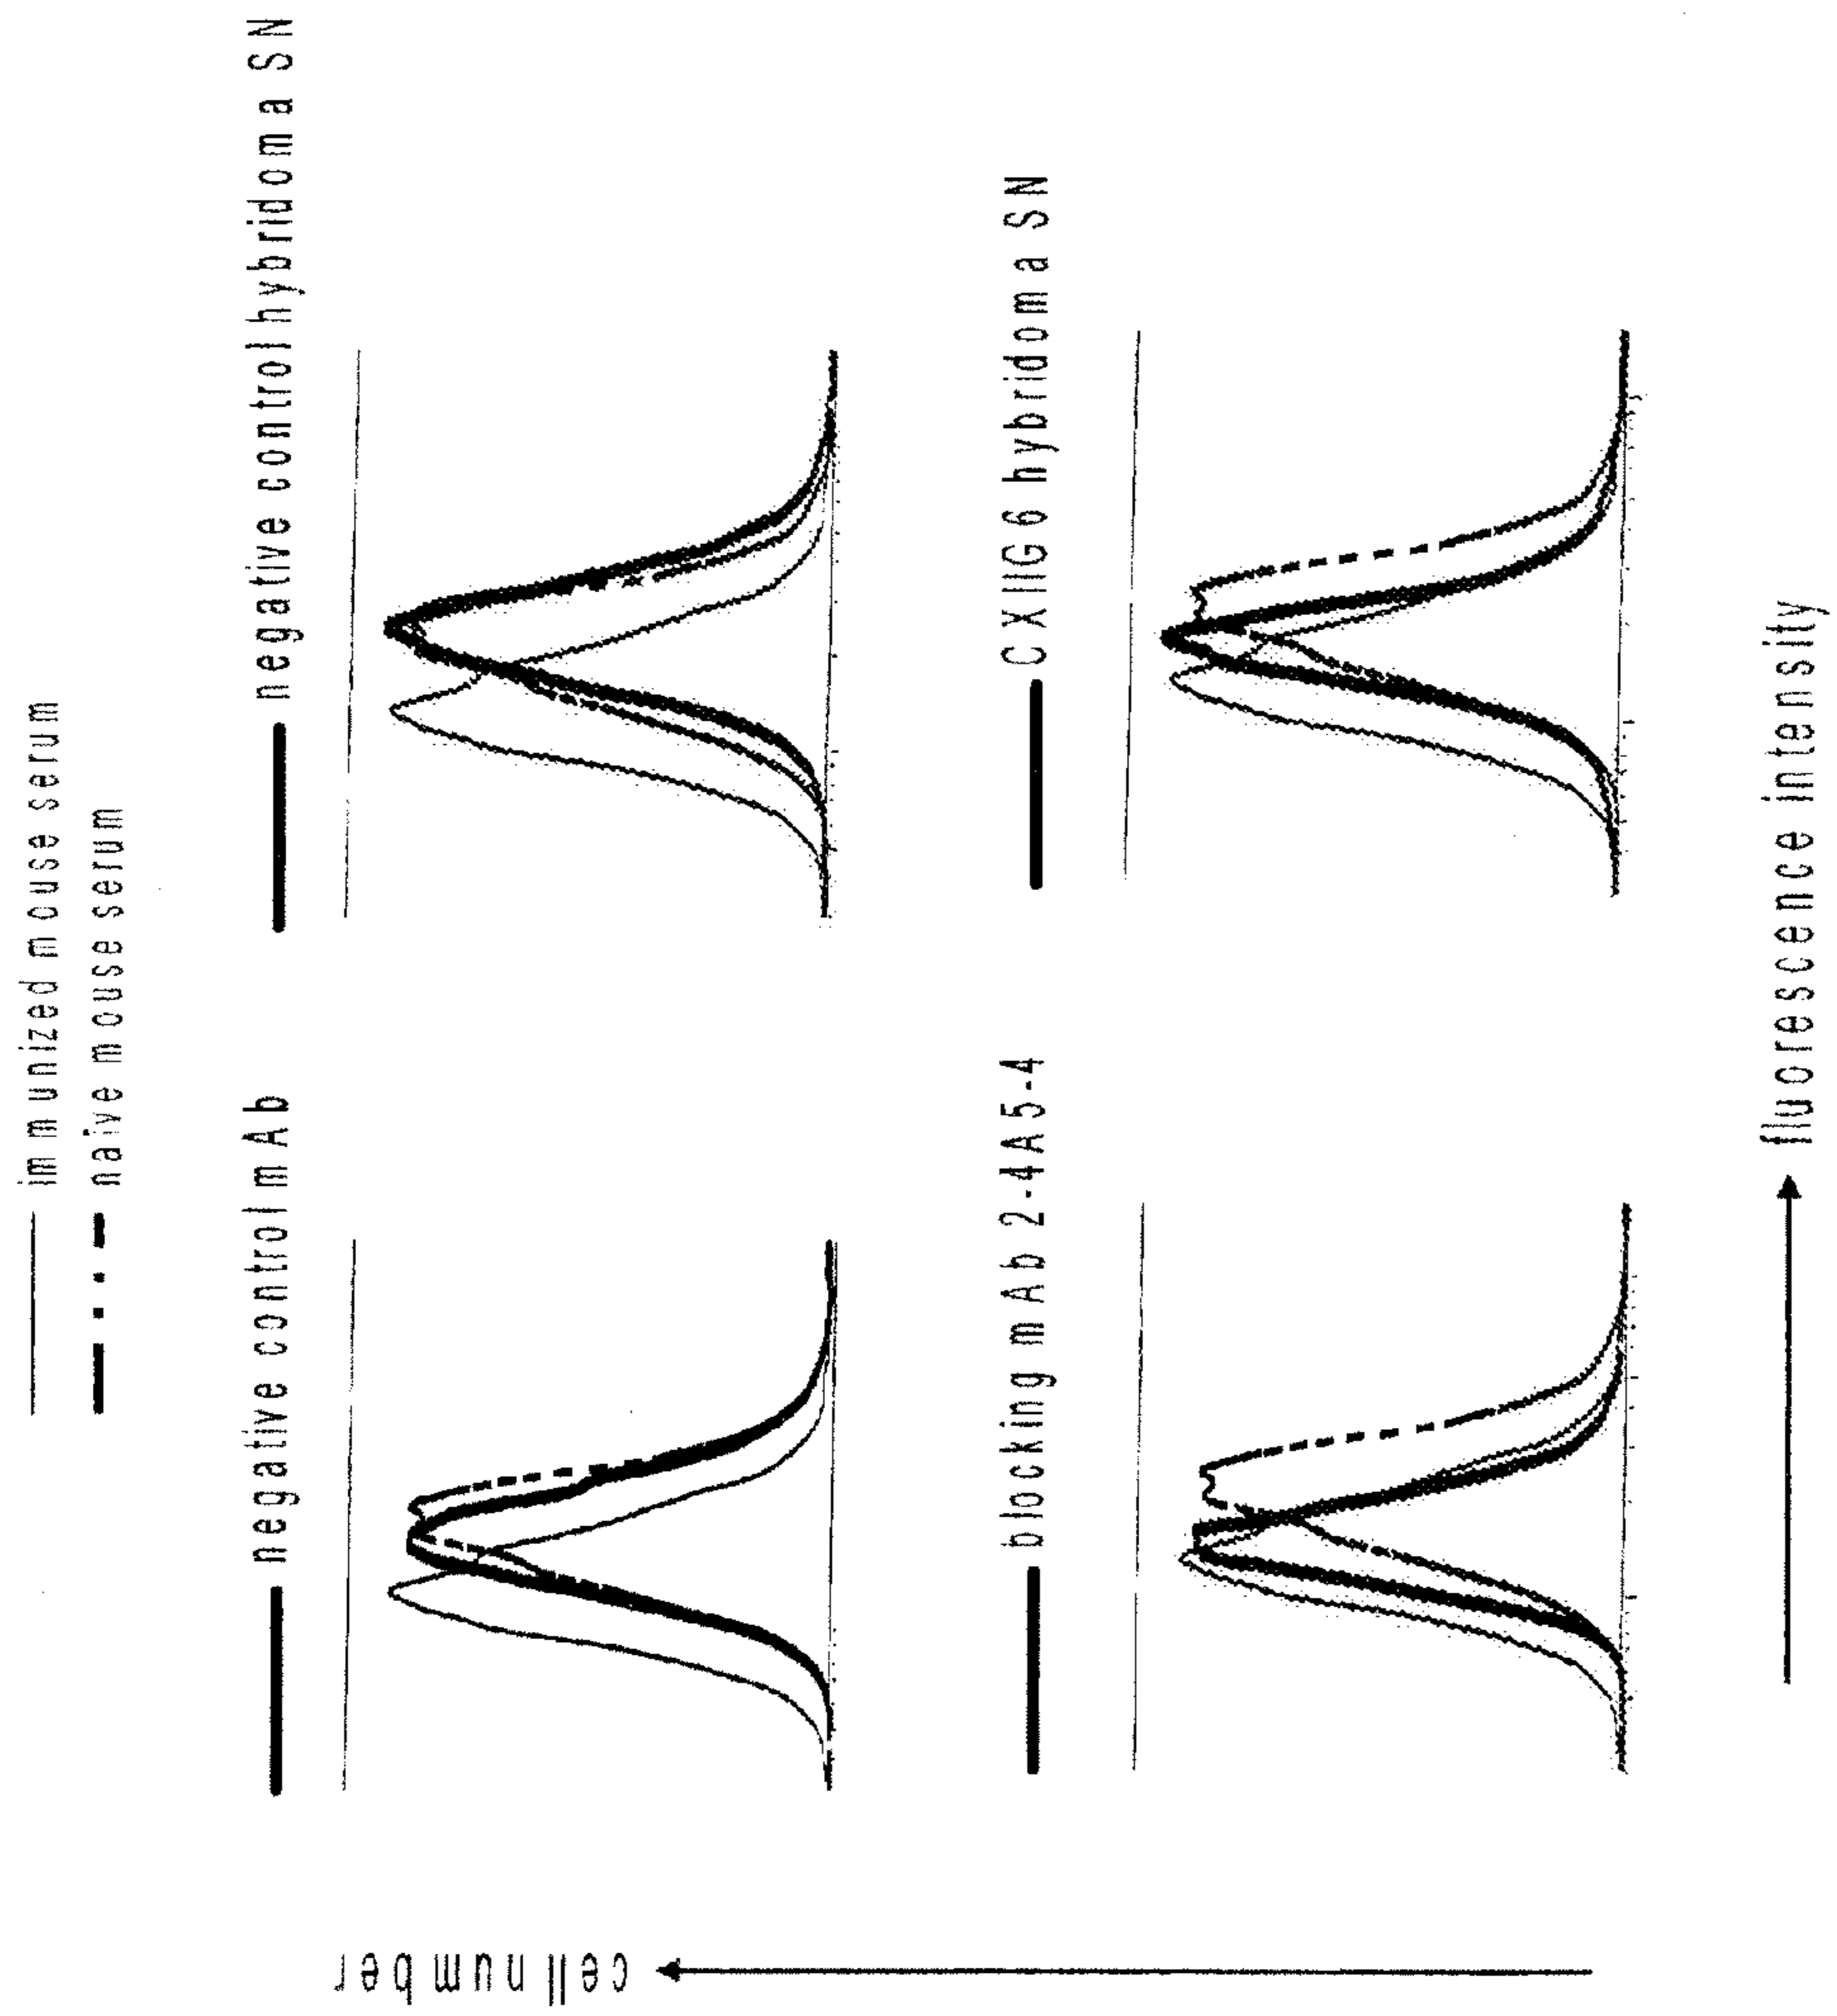 immunized mouse serum
naïve mouse serum
negative control mAb
negative control hybridoma SN
blocking mAb 2-4A5-4
CXIIG6 hybridoma SN
cell number
fluorescence intensity